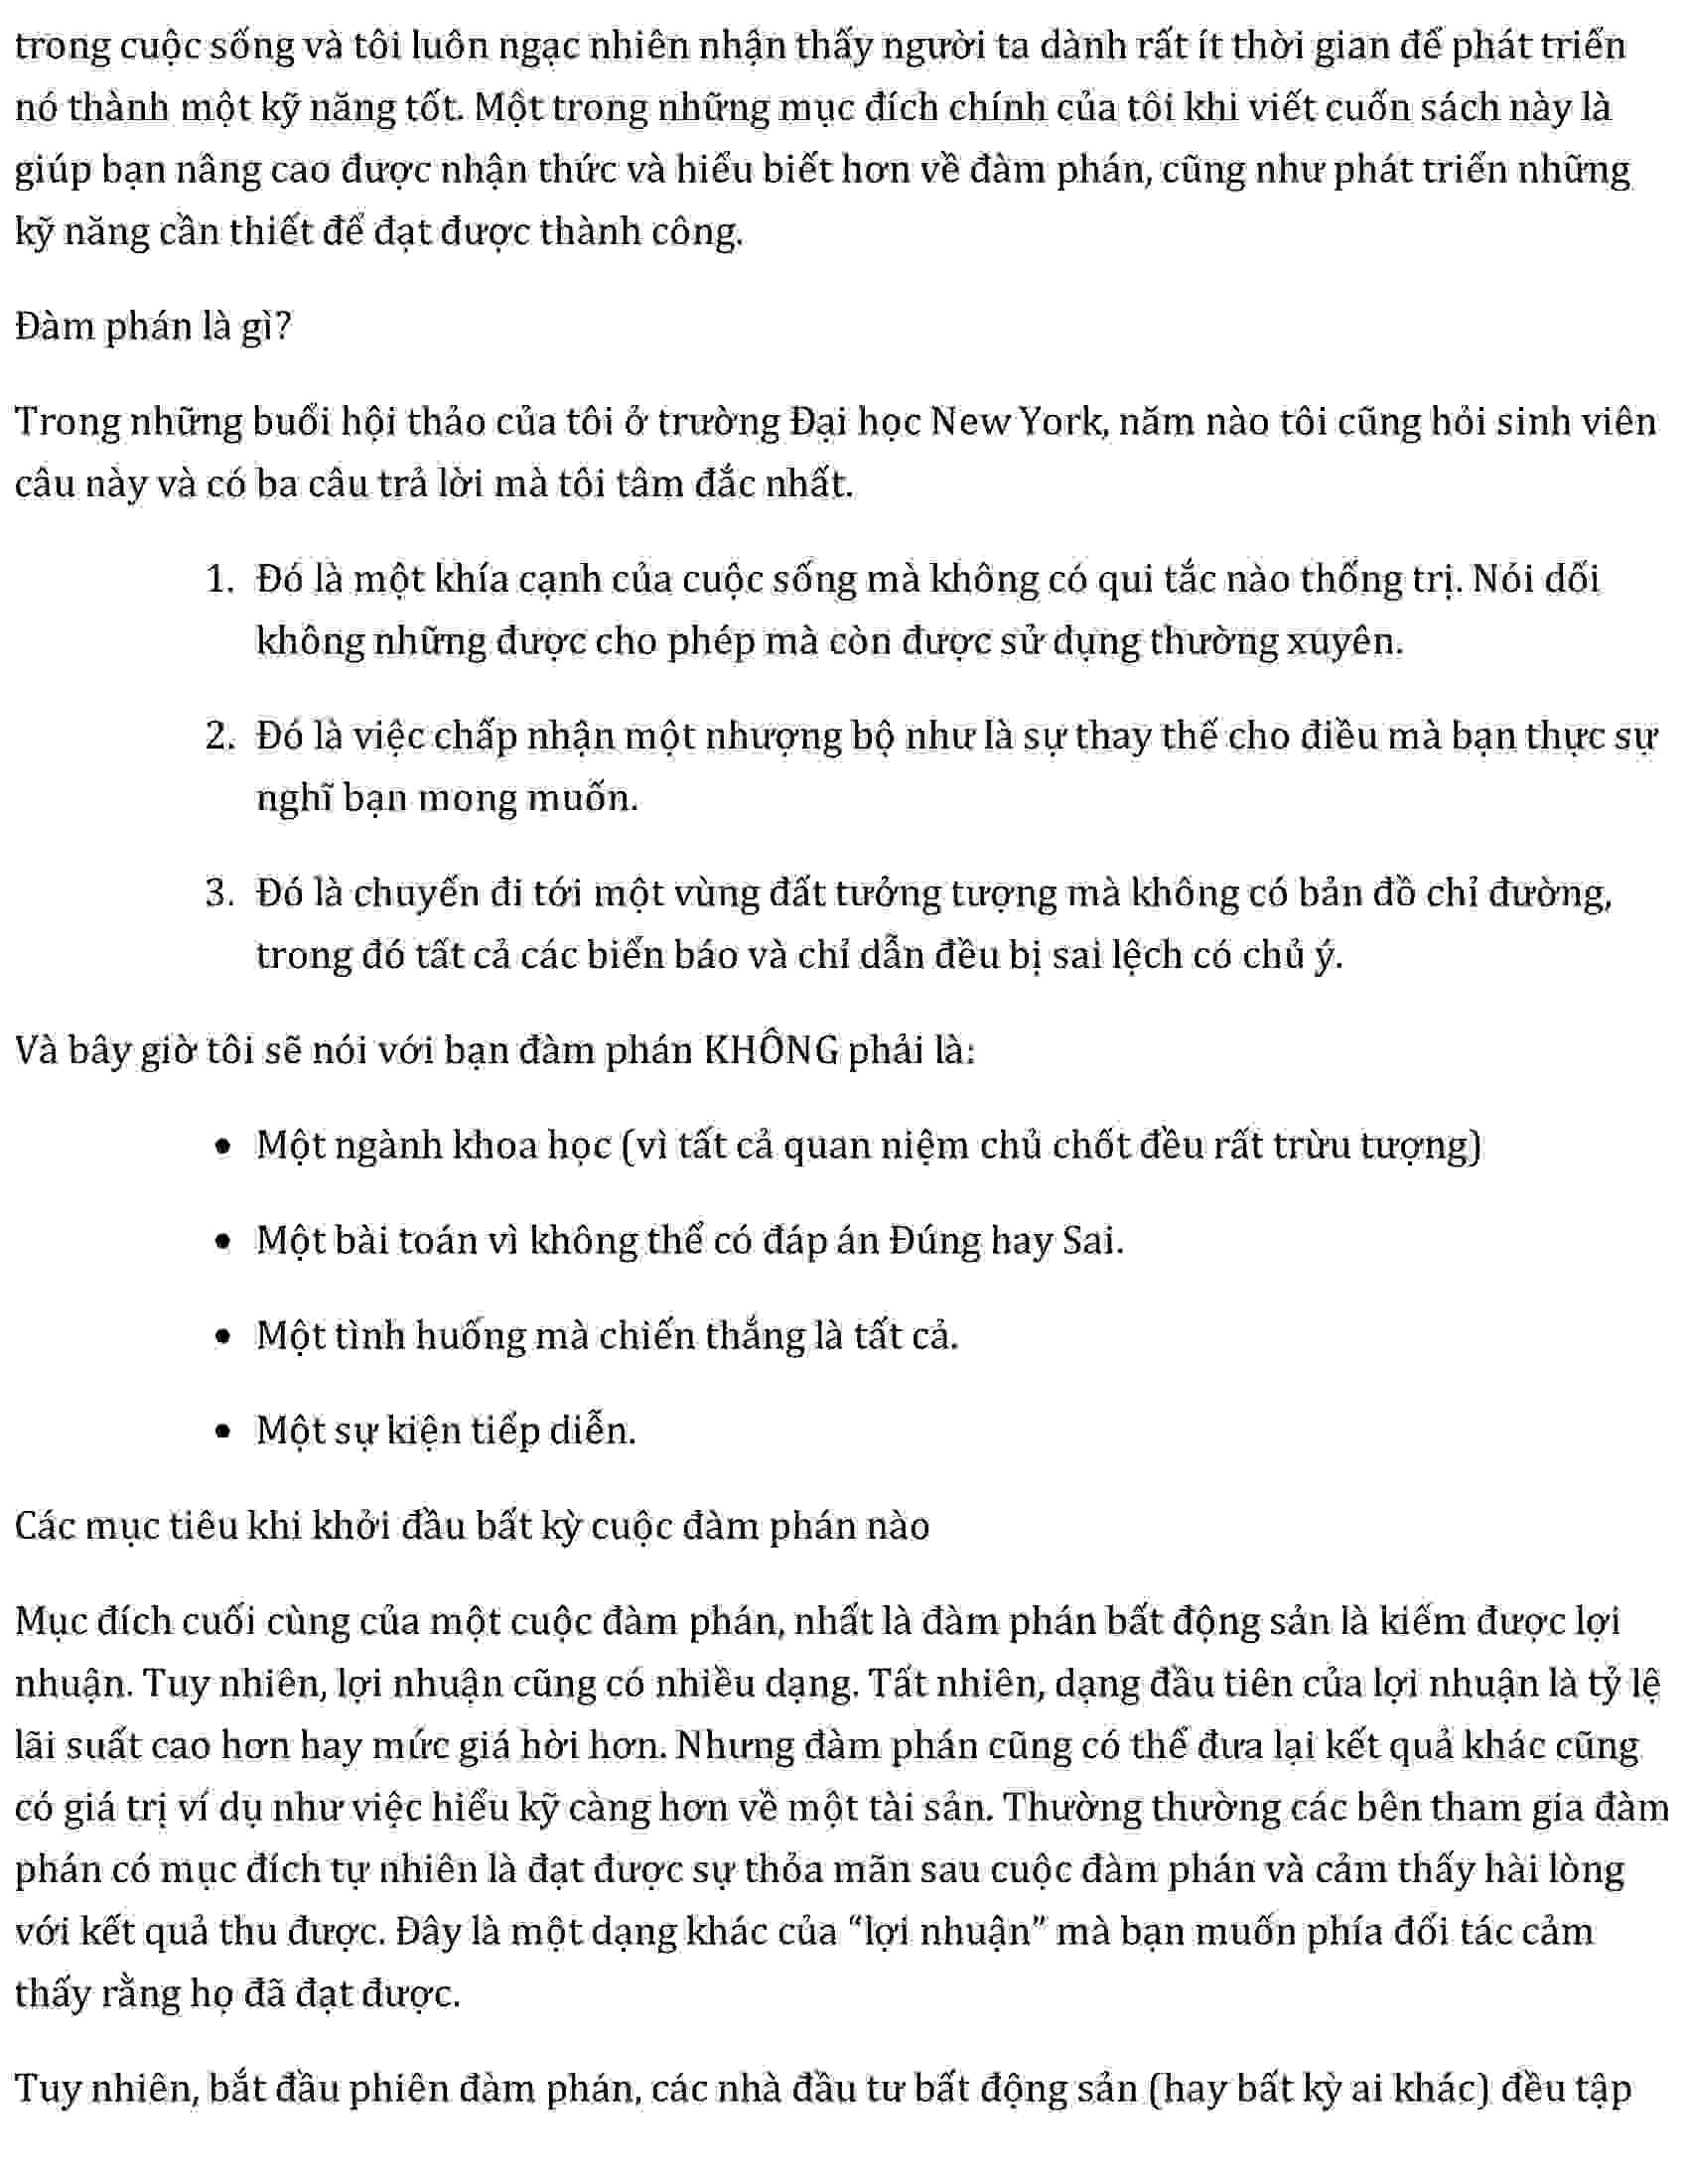 trong cuộc sống và tôi luôn ngạc nhiên nhận thấy người ta dành rất ít thời gian để phát triển
nó thành một kỹ năng tốt. Một trong những mục đích chính của tôi khi viết cuốn sách này là
giúp bạn nâng cao được nhận thức và hiểu biết hơn về đàm phán, cũng như phát triển những
kỹ năng cần thiết để đạt được thành công.
Đàm phán là gì?
Trong những buổi hội thảo của tôi ở trường Đại học New York, năm nào tôi cũng hỏi sinh viên
câu này và có ba câu trả lời mà tôi tâm đắc nhất.
1. Đó là một khía cạnh của cuộc sống mà không có qui tắc nào thống trị. Nói dối
không những được cho phép mà còn được sử dụng thường xuyên.
2. Đó là việc chấp nhận một nhượng bộ như là sự thay thế cho điều mà bạn thực sự
nghĩ bạn mong muốn.
3. Đó là chuyến đi tới một vùng đất tưởng tượng mà không có bản đồ chỉ đường,
trong đó tất cả các biển báo và chỉ dẫn đều bị sai lệch có chủ ý.
Và bây giờ tôi sẽ nói với bạn đàm phán KHÔNG phải là:
• Một ngành khoa học (vì tất cả quan niệm chủ chốt đều rất trừu tượng)
• Một bài toán vì không thể có đáp án Đúng hay Sai.
• Một tình huống mà chiến thắng là tất cả.
• Một sự kiện tiếp diễn.
Các mục tiêu khi khởi đầu bất kỳ cuộc đàm phán nào
Mục đích cuối cùng của một cuộc đàm phán, nhất là đàm phán bất động sản là kiếm được lợi
nhuận. Tuy nhiên, lợi nhuận cũng có nhiều dạng. Tất nhiên, dạng đầu tiên của lợi nhuận là tỷ lệ
lãi suất cao hơn hay mức giá hời hơn. Nhưng đàm phán cũng có thể đưa lại kết quả khác cũng
có giá trị ví dụ như việc hiểu kỹ càng hơn về một tài sản. Thường thường các bên tham gia đàm
phán có mục đích tự nhiên là đạt được sự thỏa mãn sau cuộc đàm phán và cảm thấy hài lòng
với kết quả thu được. Đây là một dạng khác của “lợi nhuận” mà bạn muốn phía đối tác cảm
thấy rằng họ đã đạt được.
Tuy nhiên, bắt đầu phiên đàm phán, các nhà đầu tư bất động sản (hay bất kỳ ai khác) đều tập